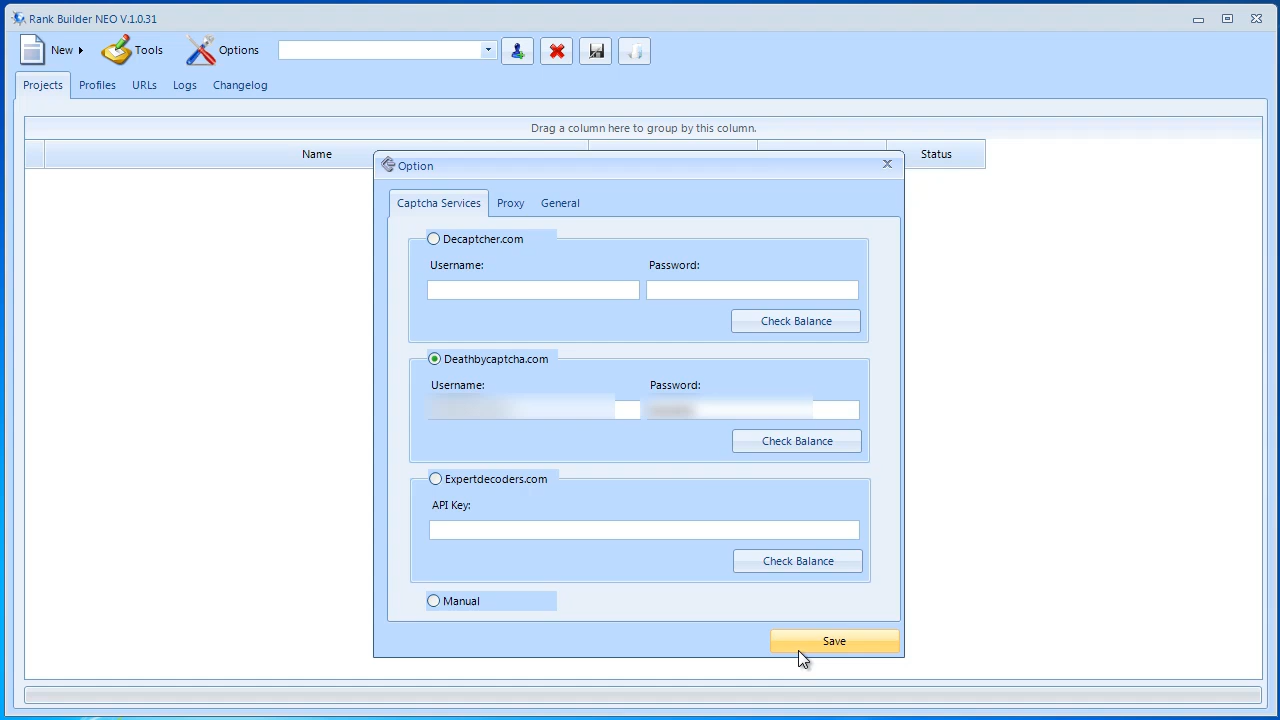 Rank Builder NEO V.1.0.31
New Tools Options
Projects Profiles URLs Logs Changelog
Drag a column here to group by this column.
Name Status
Option
Captcha Services Proxy General
Decaptcher.com
Username: Password:
Check Balance
Deathbycaptcha.com
Username: Password:
Check Balance
Expertdecoders.com
API Key:
Check Balance
Manual
Save